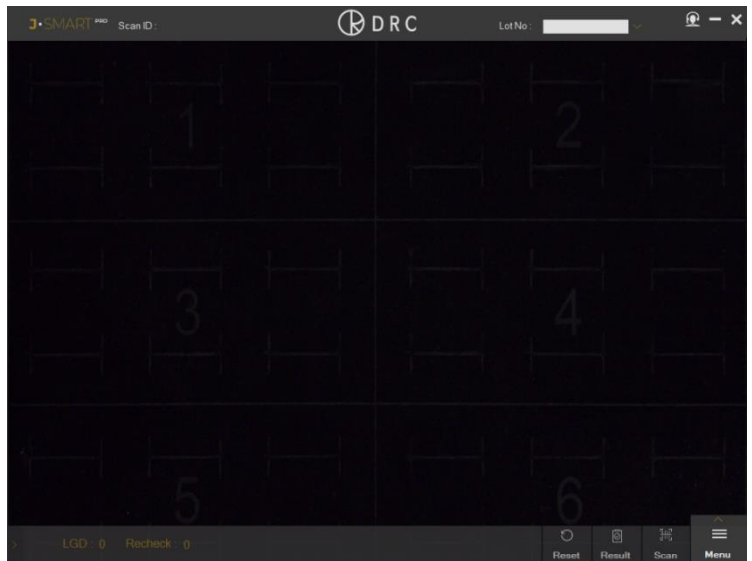 J•SMART PRO Scan ID : DRC Lot No :
1 2
3 4
5 6
LGD : 0 Recheck : 0
Reset Result Scan Menu